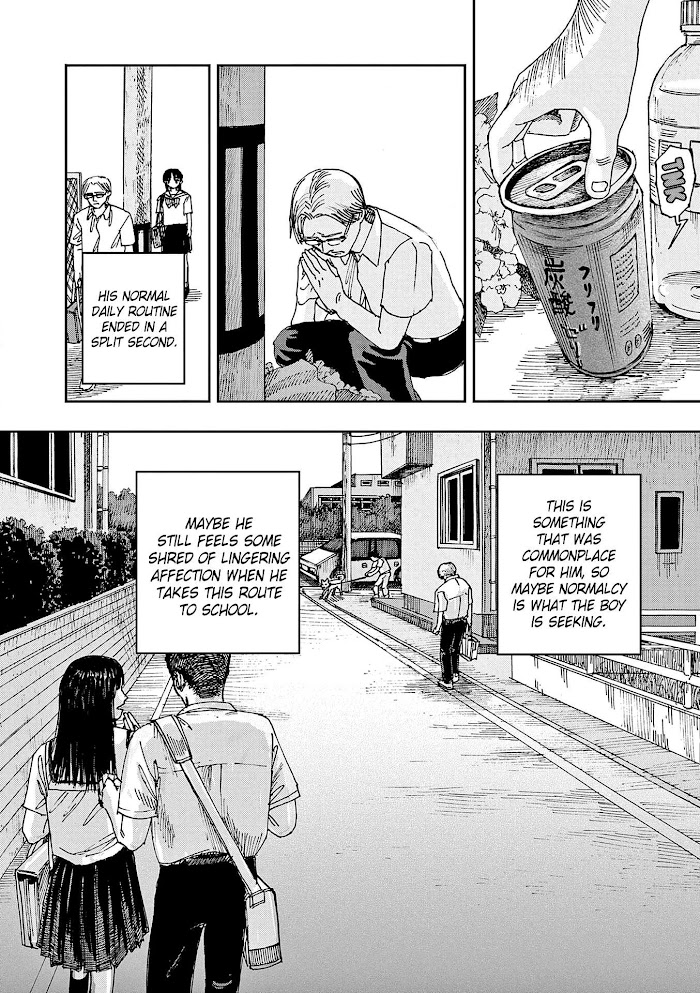 TNK
フリフリ
炭酸
HIS NORMAL
DAILY ROUTINE
ENDED IN A
SPLIT SECOND.
THIS IS
SOMETHING
THAT WAS
COMMONPLACE
FOR HIM, SO
MAYBE NORMALCY
IS WHAT THE BOY
IS SEEKING.
MAYBE HE
STILL FEELS SOME
SHRED OF LINGERING
AFFECTION WHEN HE
TAKES THIS ROUTE
TO SCHOOL.